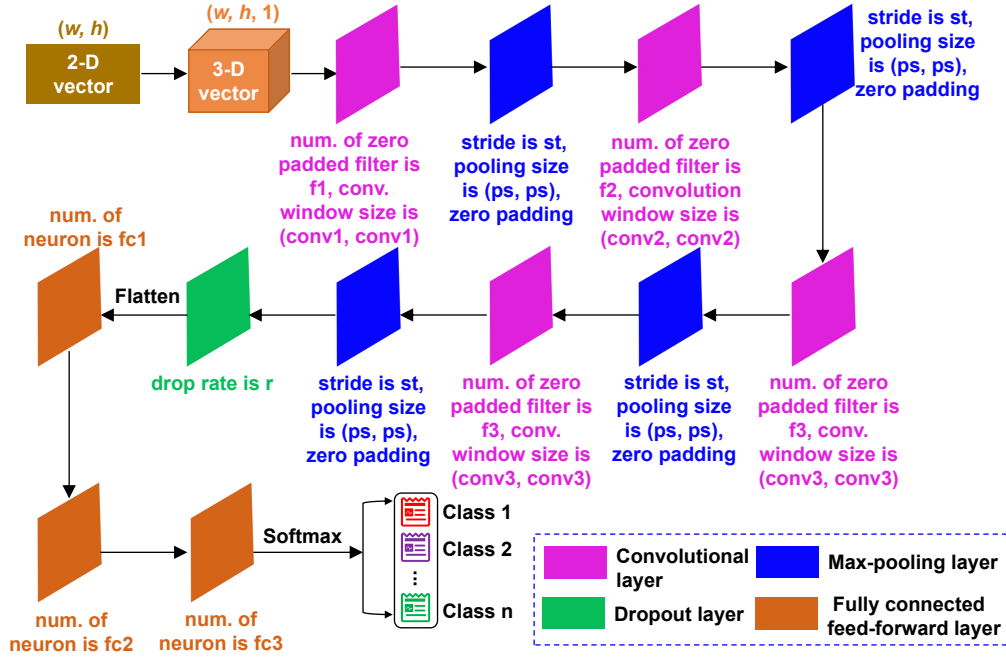 (w, h)
2-D
vector
(w, h, 1)
3-D
vector
num. of zero
padded filter is
f1, conv.
window size is
(conv1, conv1)
stride is st,
pooling size
is (ps, ps),
zero padding
num. of zero
padded filter is
f2, convolution
window size is
(conv2, conv2)
stride is st,
pooling size
is (ps, ps),
zero padding
num. of zero
padded filter is
f3, conv.
window size is
(conv3, conv3)
stride is st,
pooling size
is (ps, ps),
zero padding
num. of zero
padded filter is
f3, conv.
window size is
(conv3, conv3)
stride is st,
pooling size
is (ps, ps),
zero padding
drop rate is r
Flatten
num. of
neuron is fc1
num. of
neuron is fc2
num. of
neuron is fc3
Softmax
Class 1
Class 2
...
Class n
Convolutional
layer
Max-pooling layer
Dropout layer
Fully connected
feed-forward layer